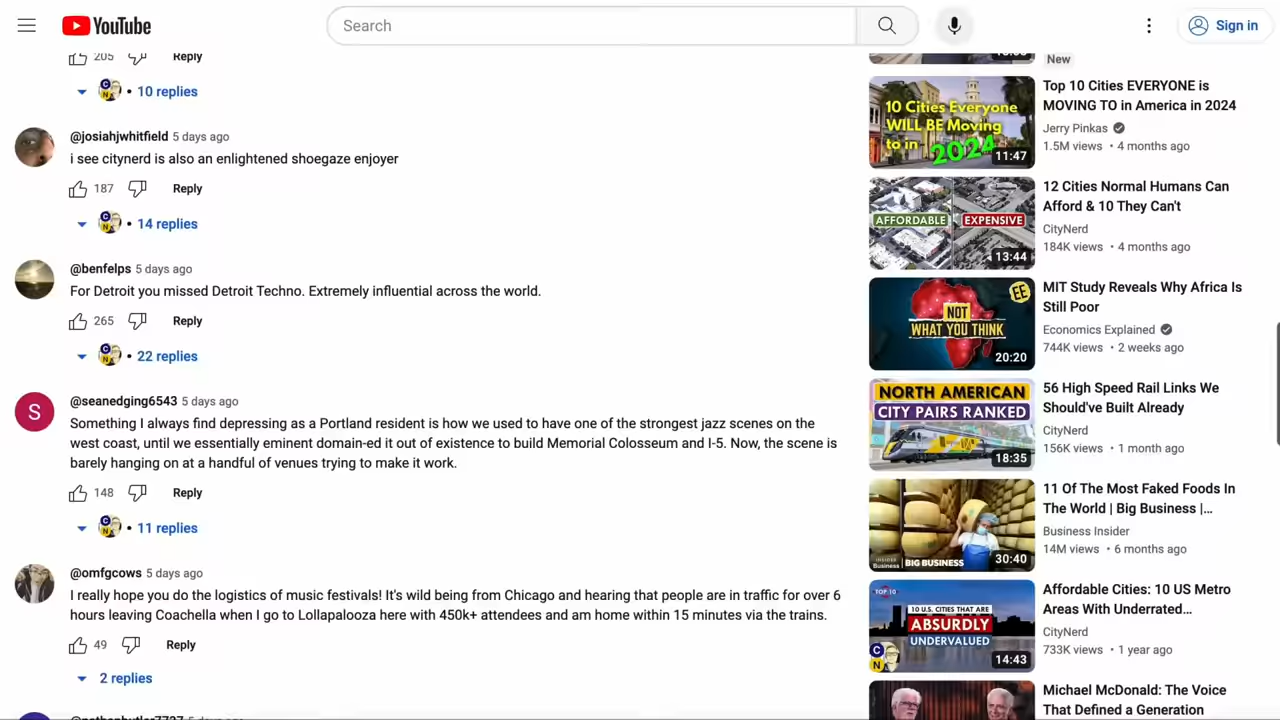 YouTube
Search
Sign in
205
Reply
10 replies
@josiahjwhitfield 5 days ago
i see citynerd is also an enlightened shoegaze enjoyer
187
Reply
14 replies
@benfelps 5 days ago
For Detroit you missed Detroit Techno. Extremely influential across the world.
265
Reply
22 replies
S
@seanedging6543 5 days ago
Something I always find depressing as a Portland resident is how we used to have one of the strongest jazz scenes on the
west coast, until we essentially eminent domain-ed it out of existence to build Memorial Colosseum and I-5. Now, the scene is
barely hanging on at a handful of venues trying to make it work.
148
Reply
11 replies
@omfgcows 5 days ago
I really hope you do the logistics of music festivals! It's wild being from Chicago and hearing that people are in traffic for over 6
hours leaving Coachella when I go to Lollapalooza here with 450k+ attendees and am home within 15 minutes via the trains.
49
Reply
2 replies
New
10 Cities Everyone
WILL BE Moving
to in 2024
11:47
Top 10 Cities EVERYONE is
MOVING TO in America in 2024
Jerry Pinkas
1.5M views • 4 months ago
AFFORDABLE
EXPENSIVE
13:44
12 Cities Normal Humans Can
Afford & 10 They Can't
CityNerd
184K views • 4 months ago
EE
NOT
WHAT YOU THINK
20:20
MIT Study Reveals Why Africa Is
Still Poor
Economics Explained
744K views • 2 weeks ago
NORTH AMERICAN
CITY PAIRS RANKED
18:35
56 High Speed Rail Links We
Should've Built Already
CityNerd
156K views • 1 month ago
INSIDER
Business
BIG BUSINESS
30:40
11 Of The Most Faked Foods In
The World | Big Business |...
Business Insider
14M views • 6 months ago
TOP 10
10 U.S. CITIES THAT ARE
ABSURDLY
UNDERVALUED
C
N
14:43
Affordable Cities: 10 US Metro
Areas With Underrated...
CityNerd
733K views • 1 year ago
Michael McDonald: The Voice
That Defined a Generation